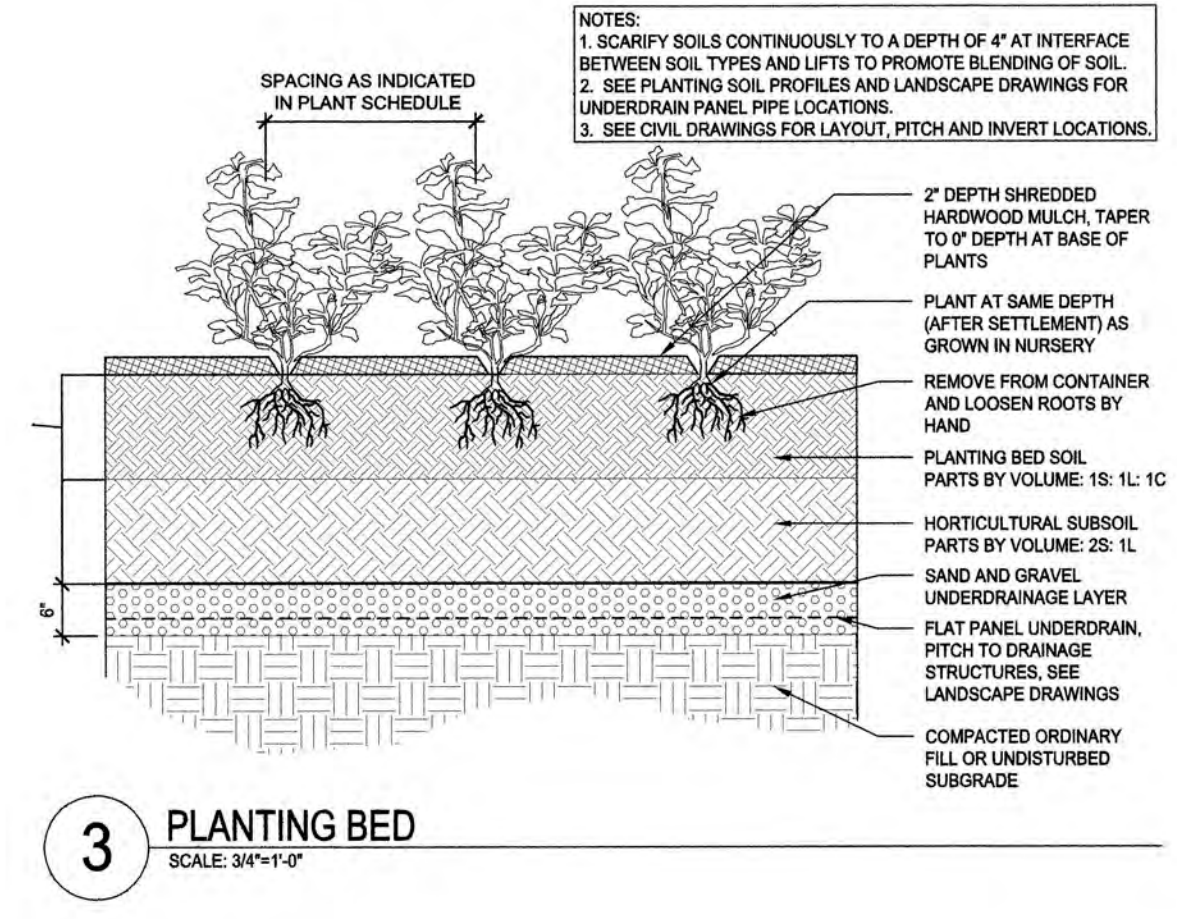 NOTES:
1. SCARIFY SOILS CONTINUOUSLY TO A DEPTH OF 4" AT INTERFACE
BETWEEN SOIL TYPES AND LIFTS TO PROMOTE BLENDING OF SOIL.
2. SEE PLANTING SOIL PROFILES AND LANDSCAPE DRAWINGS FOR
UNDERDRAIN PANEL PIPE LOCATIONS.
3. SEE CIVIL DRAWINGS FOR LAYOUT, PITCH AND INVERT LOCATIONS.
SPACING AS INDICATED
IN PLANT SCHEDULE
2" DEPTH SHREDDED
HARDWOOD MULCH, TAPER
TO 0" DEPTH AT BASE OF
PLANTS
PLANT AT SAME DEPTH
(AFTER SETTLEMENT) AS
GROWN IN NURSERY
REMOVE FROM CONTAINER
AND LOOSEN ROOTS BY
HAND
PLANTING BED SOIL
PARTS BY VOLUME: 1S: 1L: 1C
HORTICULTURAL SUBSOIL
PARTS BY VOLUME: 2S: 1L
SAND AND GRAVEL
UNDERDRAINAGE LAYER
FLAT PANEL UNDERDRAIN,
PITCH TO DRAINAGE
STRUCTURES, SEE
LANDSCAPE DRAWINGS
COMPACTED ORDINARY
FILL OR UNDISTURBED
SUBGRADE
6"
3
PLANTING BED
SCALE: 3/4"=1'-0"